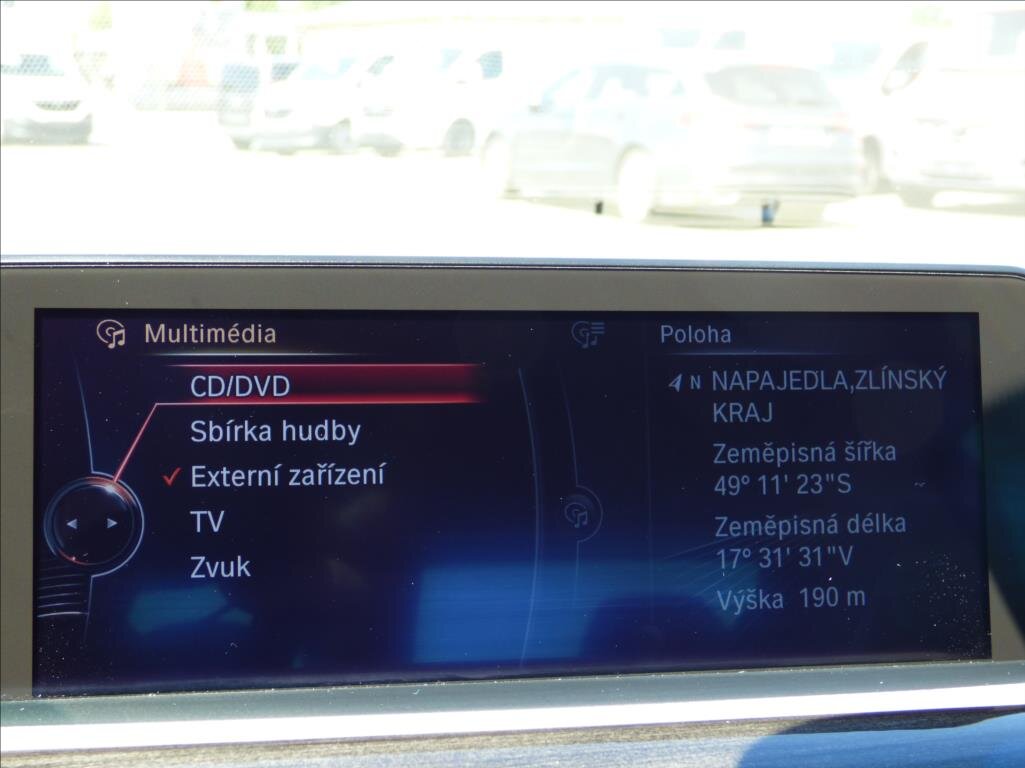 Multimédia
CD/DVD
Sbírka hudby
Externí zařízení
TV
Zvuk
Poloha
N NAPAJEDLA,ZLÍNSKÝ
KRAJ
Zeměpisná šířka
49° 11' 23"S
Zeměpisná délka
17° 31' 31"V
Výška 190 m